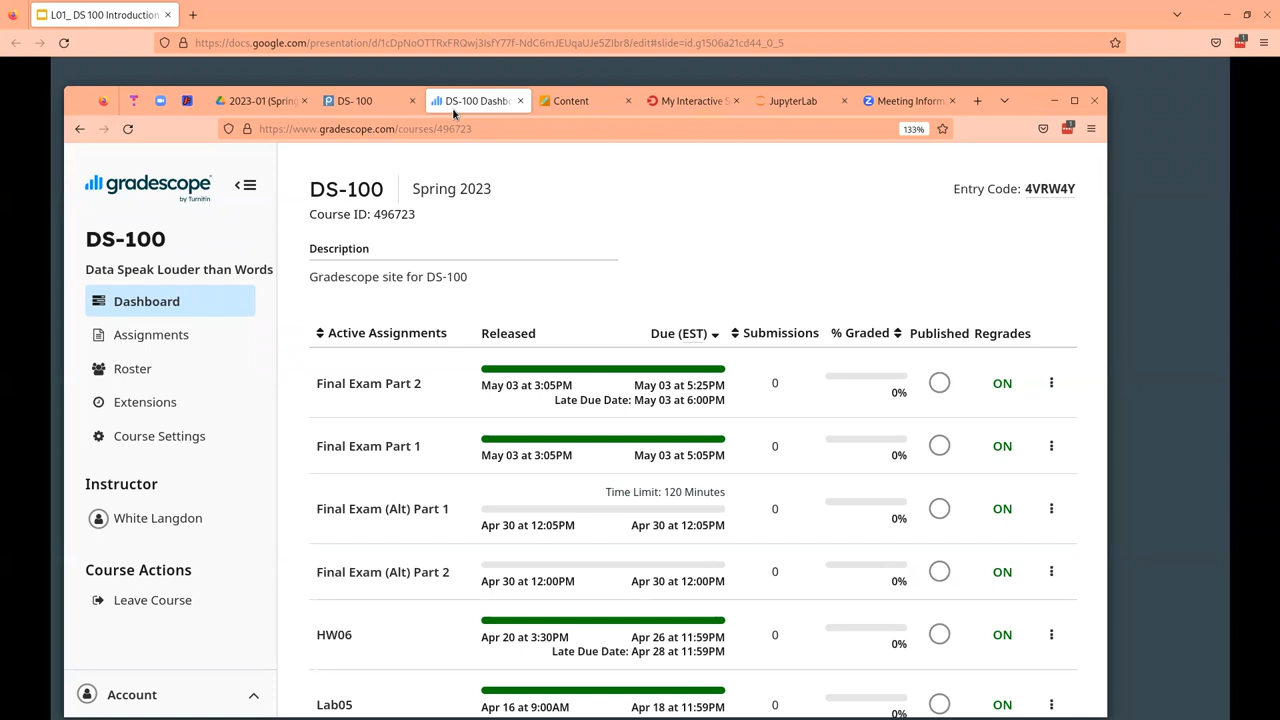 L01_ DS 100 Introduction
https://docs.google.com/presentation/d/1cDpNoOTTRxFRQwj3IsfY77f-NdC6mJEUqaUJe5ZIbr8/edit#slide=id.g1506a21cd44_0_5
2023-01 (Spring
DS- 100
DS-100 Dashbo
Content
My Interactive S
JupyterLab
Meeting Inform
https://www.gradescope.com/courses/496723
133%
gradescope
by Turnitin
DS-100
Data Speak Louder than Words
Dashboard
Assignments
Roster
Extensions
Course Settings
Instructor
White Langdon
Course Actions
Leave Course
Account
DS-100
Spring 2023
Entry Code: 4VRW4Y
Course ID: 496723
Description
Gradescope site for DS-100
Active Assignments Released Due (EST) Submissions % Graded Published Regrades
Final Exam Part 2 May 03 at 3:05PM May 03 at 5:25PM 0 0% ON
Late Due Date: May 03 at 6:00PM
Final Exam Part 1 May 03 at 3:05PM May 03 at 5:05PM 0 0% ON
Time Limit: 120 Minutes
Final Exam (Alt) Part 1 Apr 30 at 12:05PM Apr 30 at 12:05PM 0 0% ON
Final Exam (Alt) Part 2 Apr 30 at 12:00PM Apr 30 at 12:00PM 0 0% ON
HW06 Apr 20 at 3:30PM Apr 26 at 11:59PM 0 0% ON
Late Due Date: Apr 28 at 11:59PM
Lab05 Apr 16 at 9:00AM Apr 18 at 11:59PM 0 0% ON